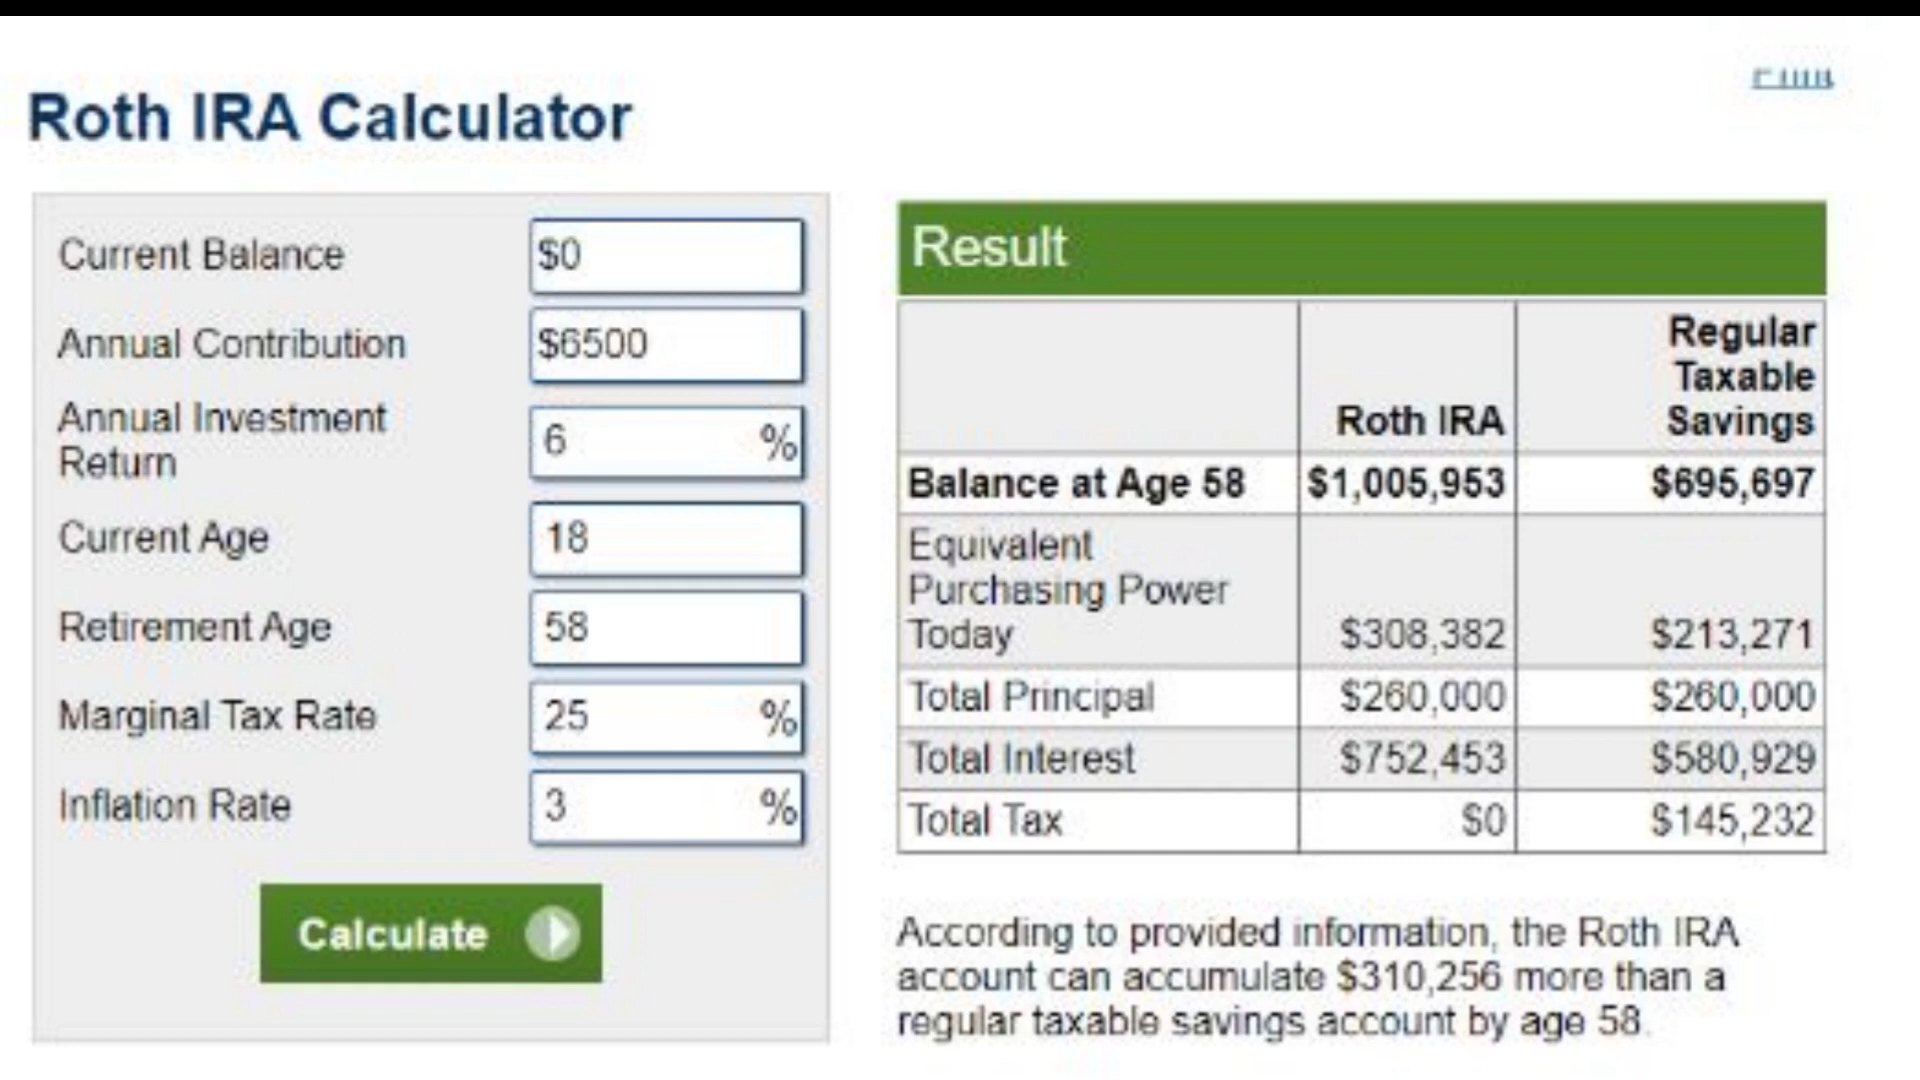 Roth IRA Calculator
Current Balance $0
Annual Contribution $6500
Annual Investment
Return 6 %
Current Age 18
Retirement Age 58
Marginal Tax Rate 25 %
Inflation Rate 3 %
Calculate
Result
Roth IRA Regular
Taxable
Savings
Balance at Age 58 $1,005,953 $695,697
Equivalent
Purchasing Power
Today $308,382 $213,271
Total Principal $260,000 $260,000
Total Interest $752,453 $580,929
Total Tax $0 $145,232
According to provided information, the Roth IRA
account can accumulate $310,256 more than a
regular taxable savings account by age 58.